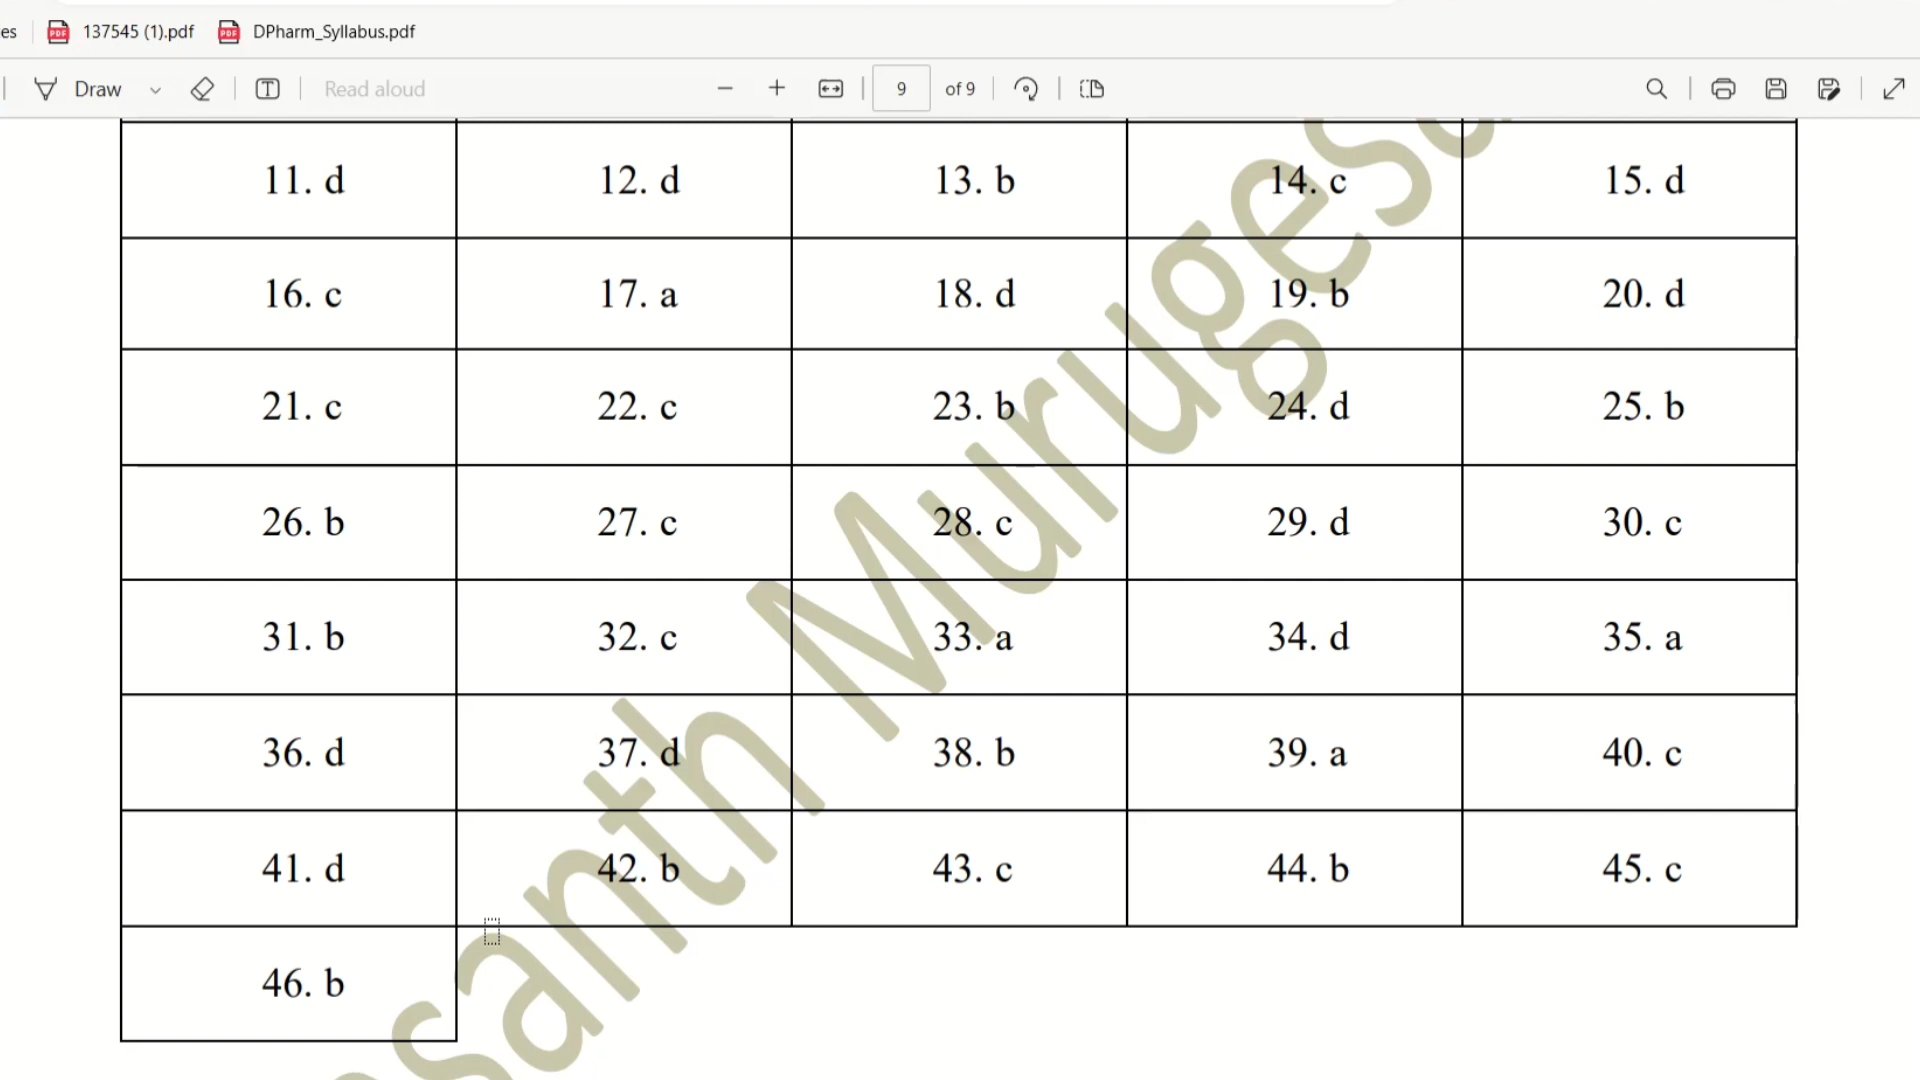 es 137545 (1).pdf DPharm_Syllabus.pdf
Draw Read aloud 9 of 9
11. d 12. d 13. b 14. c 15. d
16. c 17. a 18. d 19. b 20. d
21. c 22. c 23. b 24. d 25. b
26. b 27. c 28. c 29. d 30. c
31. b 32. c 33. a 34. d 35. a
36. d 37. d 38. b 39. a 40. c
41. d 42. b 43. c 44. b 45. c
46. b